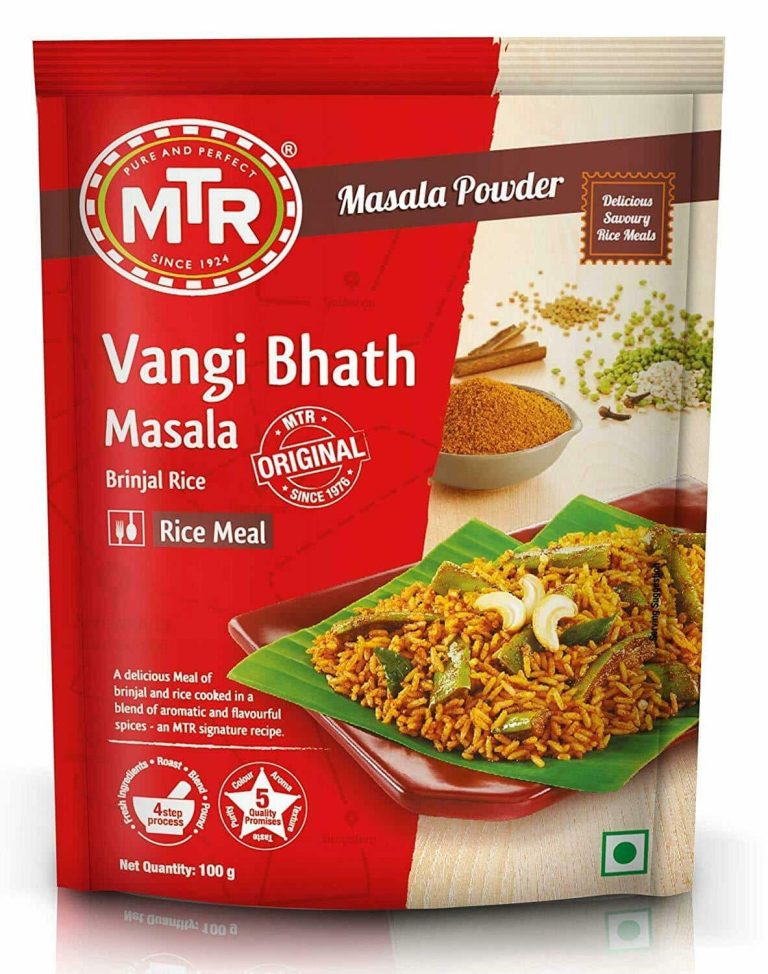 PURE AND PERFECT
MTR
®
SINCE 1924
Masala Powder
Delicious
Savoury
Rice Meals
Vangi Bhath
Masala
Brinjal Rice
MTR
ORIGINAL
SINCE 1976
Rice Meal
Serving Suggestion
A delicious Meal of
brinjal and rice cooked in a
blend of aromatic and flavourful
spices - an MTR signature recipe.
Fresh Ingredients • Roast • Blend • Pound •
4 step
process
Purity Colour Aroma Texture Taste
5
Quality
Promises
Net Quantity: 100 g